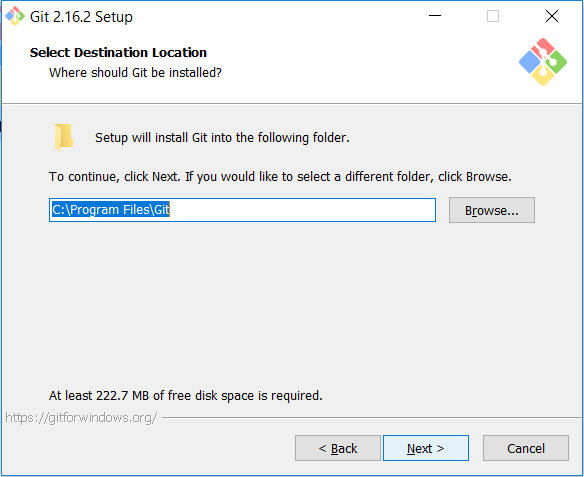 Git 2.16.2 Setup
Select Destination Location
Where should Git be installed?
Setup will install Git into the following folder.
To continue, click Next. If you would like to select a different folder, click Browse.
C:\Program Files\Git
Browse...
At least 222.7 MB of free disk space is required.
https://gitforwindows.org/
< Back
Next >
Cancel